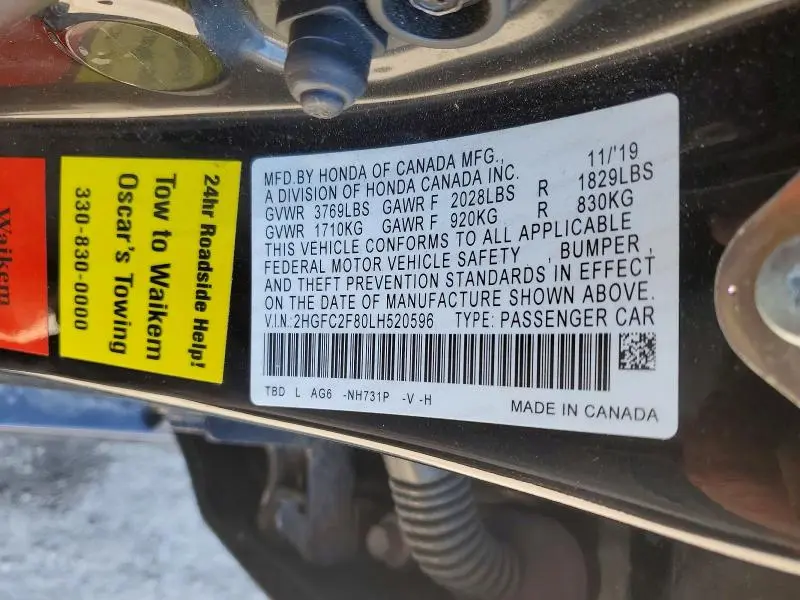 MFD.BY HONDA OF CANADA MFG., 11/'19
A DIVISION OF HONDA CANADA INC.
GVWR 3769LBS GAWR F 2028LBS R 1829LBS
GVWR 1710KG GAWR F 920KG R 830KG
THIS VEHICLE CONFORMS TO ALL APPLICABLE
FEDERAL MOTOR VEHICLE SAFETY , BUMPER ,
AND THEFT PREVENTION STANDARDS IN EFFECT
ON THE DATE OF MANUFACTURE SHOWN ABOVE.
V.I.N.:2HGFC2F80LH520596 TYPE: PASSENGER CAR
TBD L AG6 -NH731P -V -H
MADE IN CANADA
24hr Roadside Help!
Tow to Waikem
Oscar's Towing
330-830-0000
Waikem